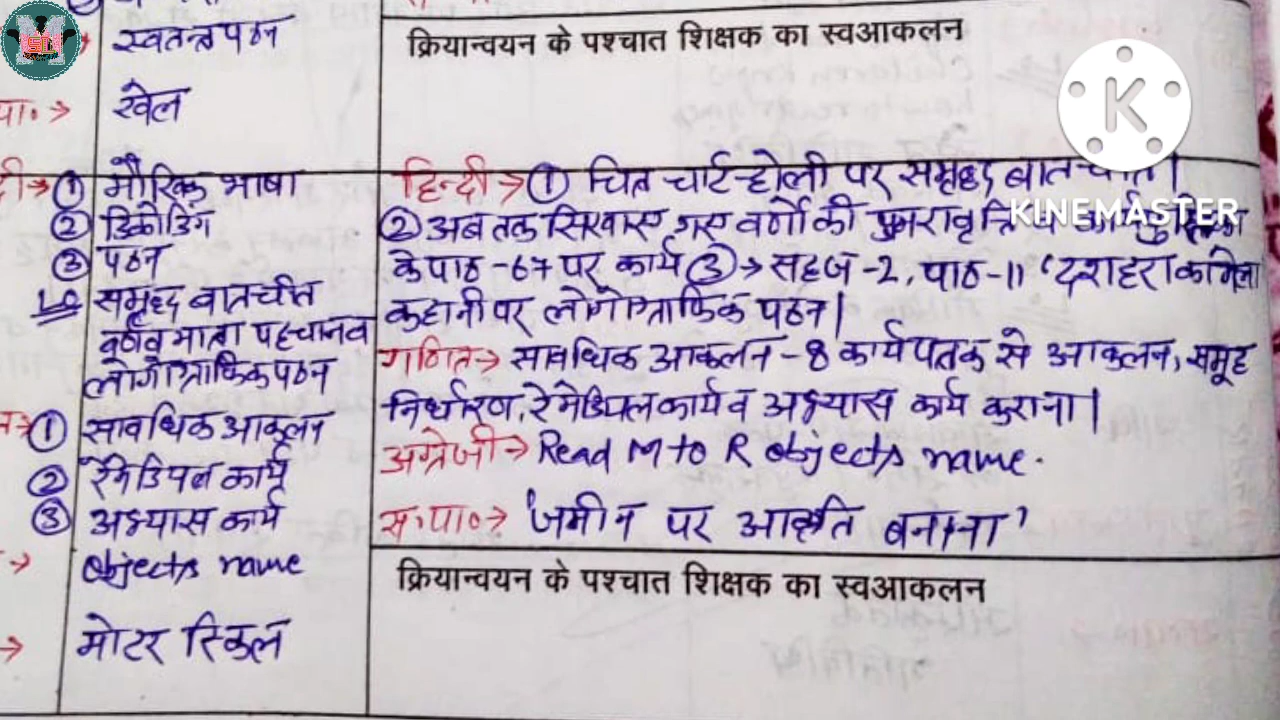 स्वतन्त्र पठन
क्रियान्वयन के पश्चात शिक्षक का स्वआकलन
पा॰→ खेल
KINEMASTER
दी→ ① मौखिक भाषा
② डिकोडिंग
③ पठन
समृद्ध बातचीत
वर्ण व मात्रा पहचान व
लोगोग्राफिक पठन
① सावधिक आकलन
② रेमेडियल कार्य
③ अभ्यास कार्य
→ objects name
→ मोटर स्किल
हिन्दी→ ① चित्र चार्ट-होली पर समृद्ध बातचीत।
② अब तक सिखाए गए वर्णों की पुनरावृत्ति व कार्यपुस्तिका
के पाठ-67 पर कार्य ③→ सहज-2, पाठ-11 'दशहरा का मेला
कहानी पर लोगोग्राफिक पठन।
गणित→ सावधिक आकलन-8 कार्यपत्रक से आकलन, समूह
निर्धारण, रेमेडियल कार्य व अभ्यास कार्य कराना।
अंग्रेजी→ Read M to R objects name.
स॰पा॰→ 'जमीन पर आकृति बनाना'
क्रियान्वयन के पश्चात शिक्षक का स्वआकलन